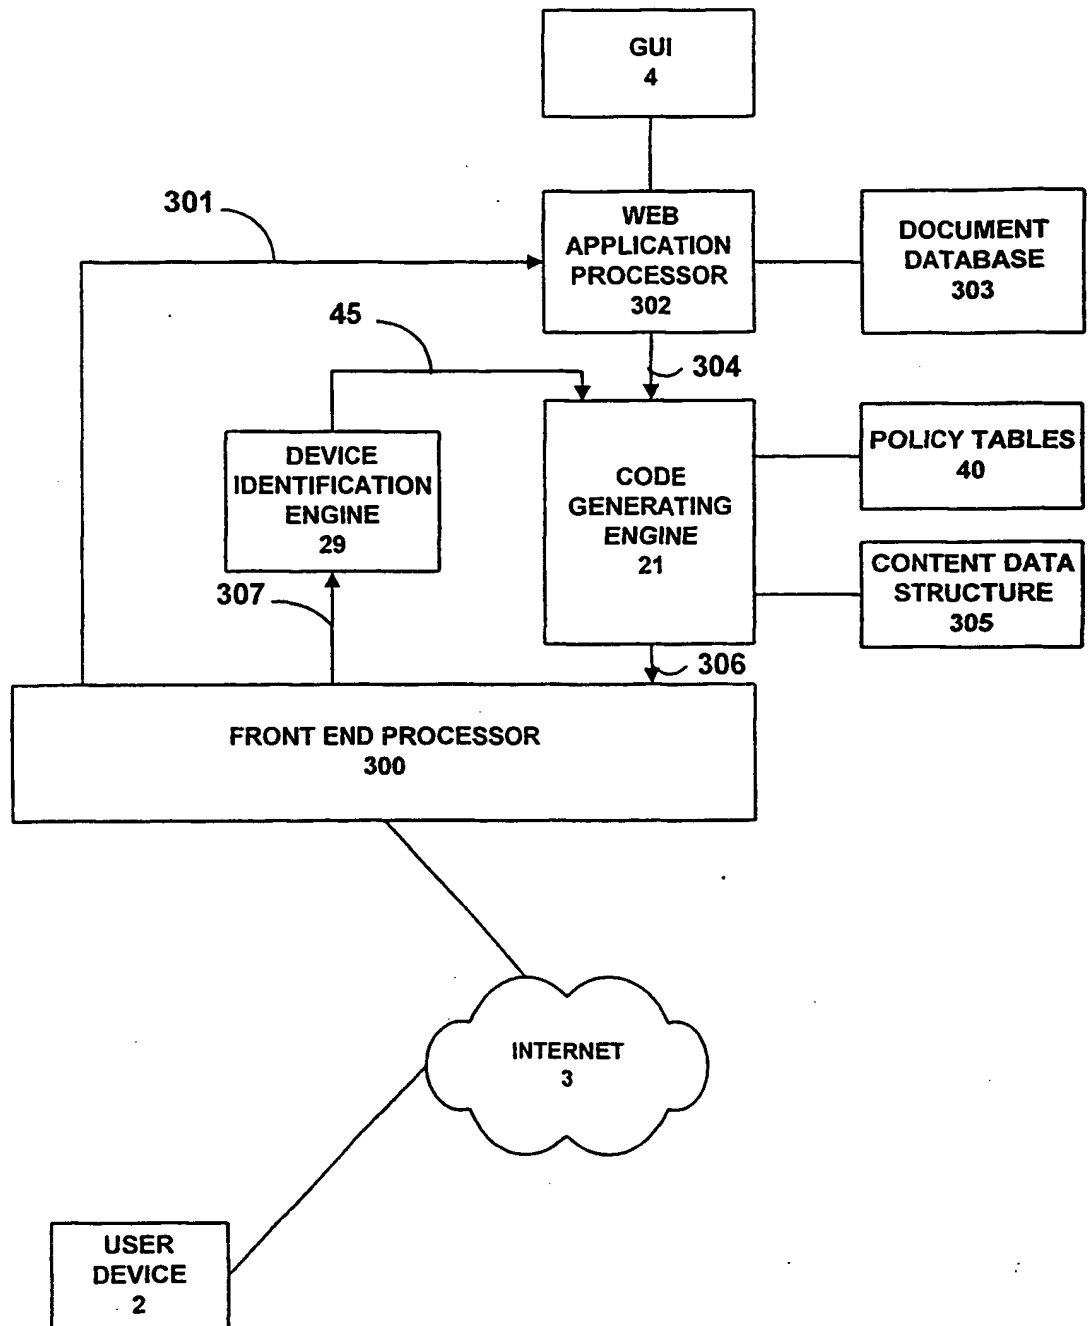 GUI
4
301
WEB
APPLICATION
PROCESSOR
302
DOCUMENT
DATABASE
303
45
304
DEVICE
IDENTIFICATION
ENGINE
29
CODE
GENERATING
ENGINE
21
POLICY TABLES
40
CONTENT DATA
STRUCTURE
305
307
306
FRONT END PROCESSOR
300
INTERNET
3
USER
DEVICE
2